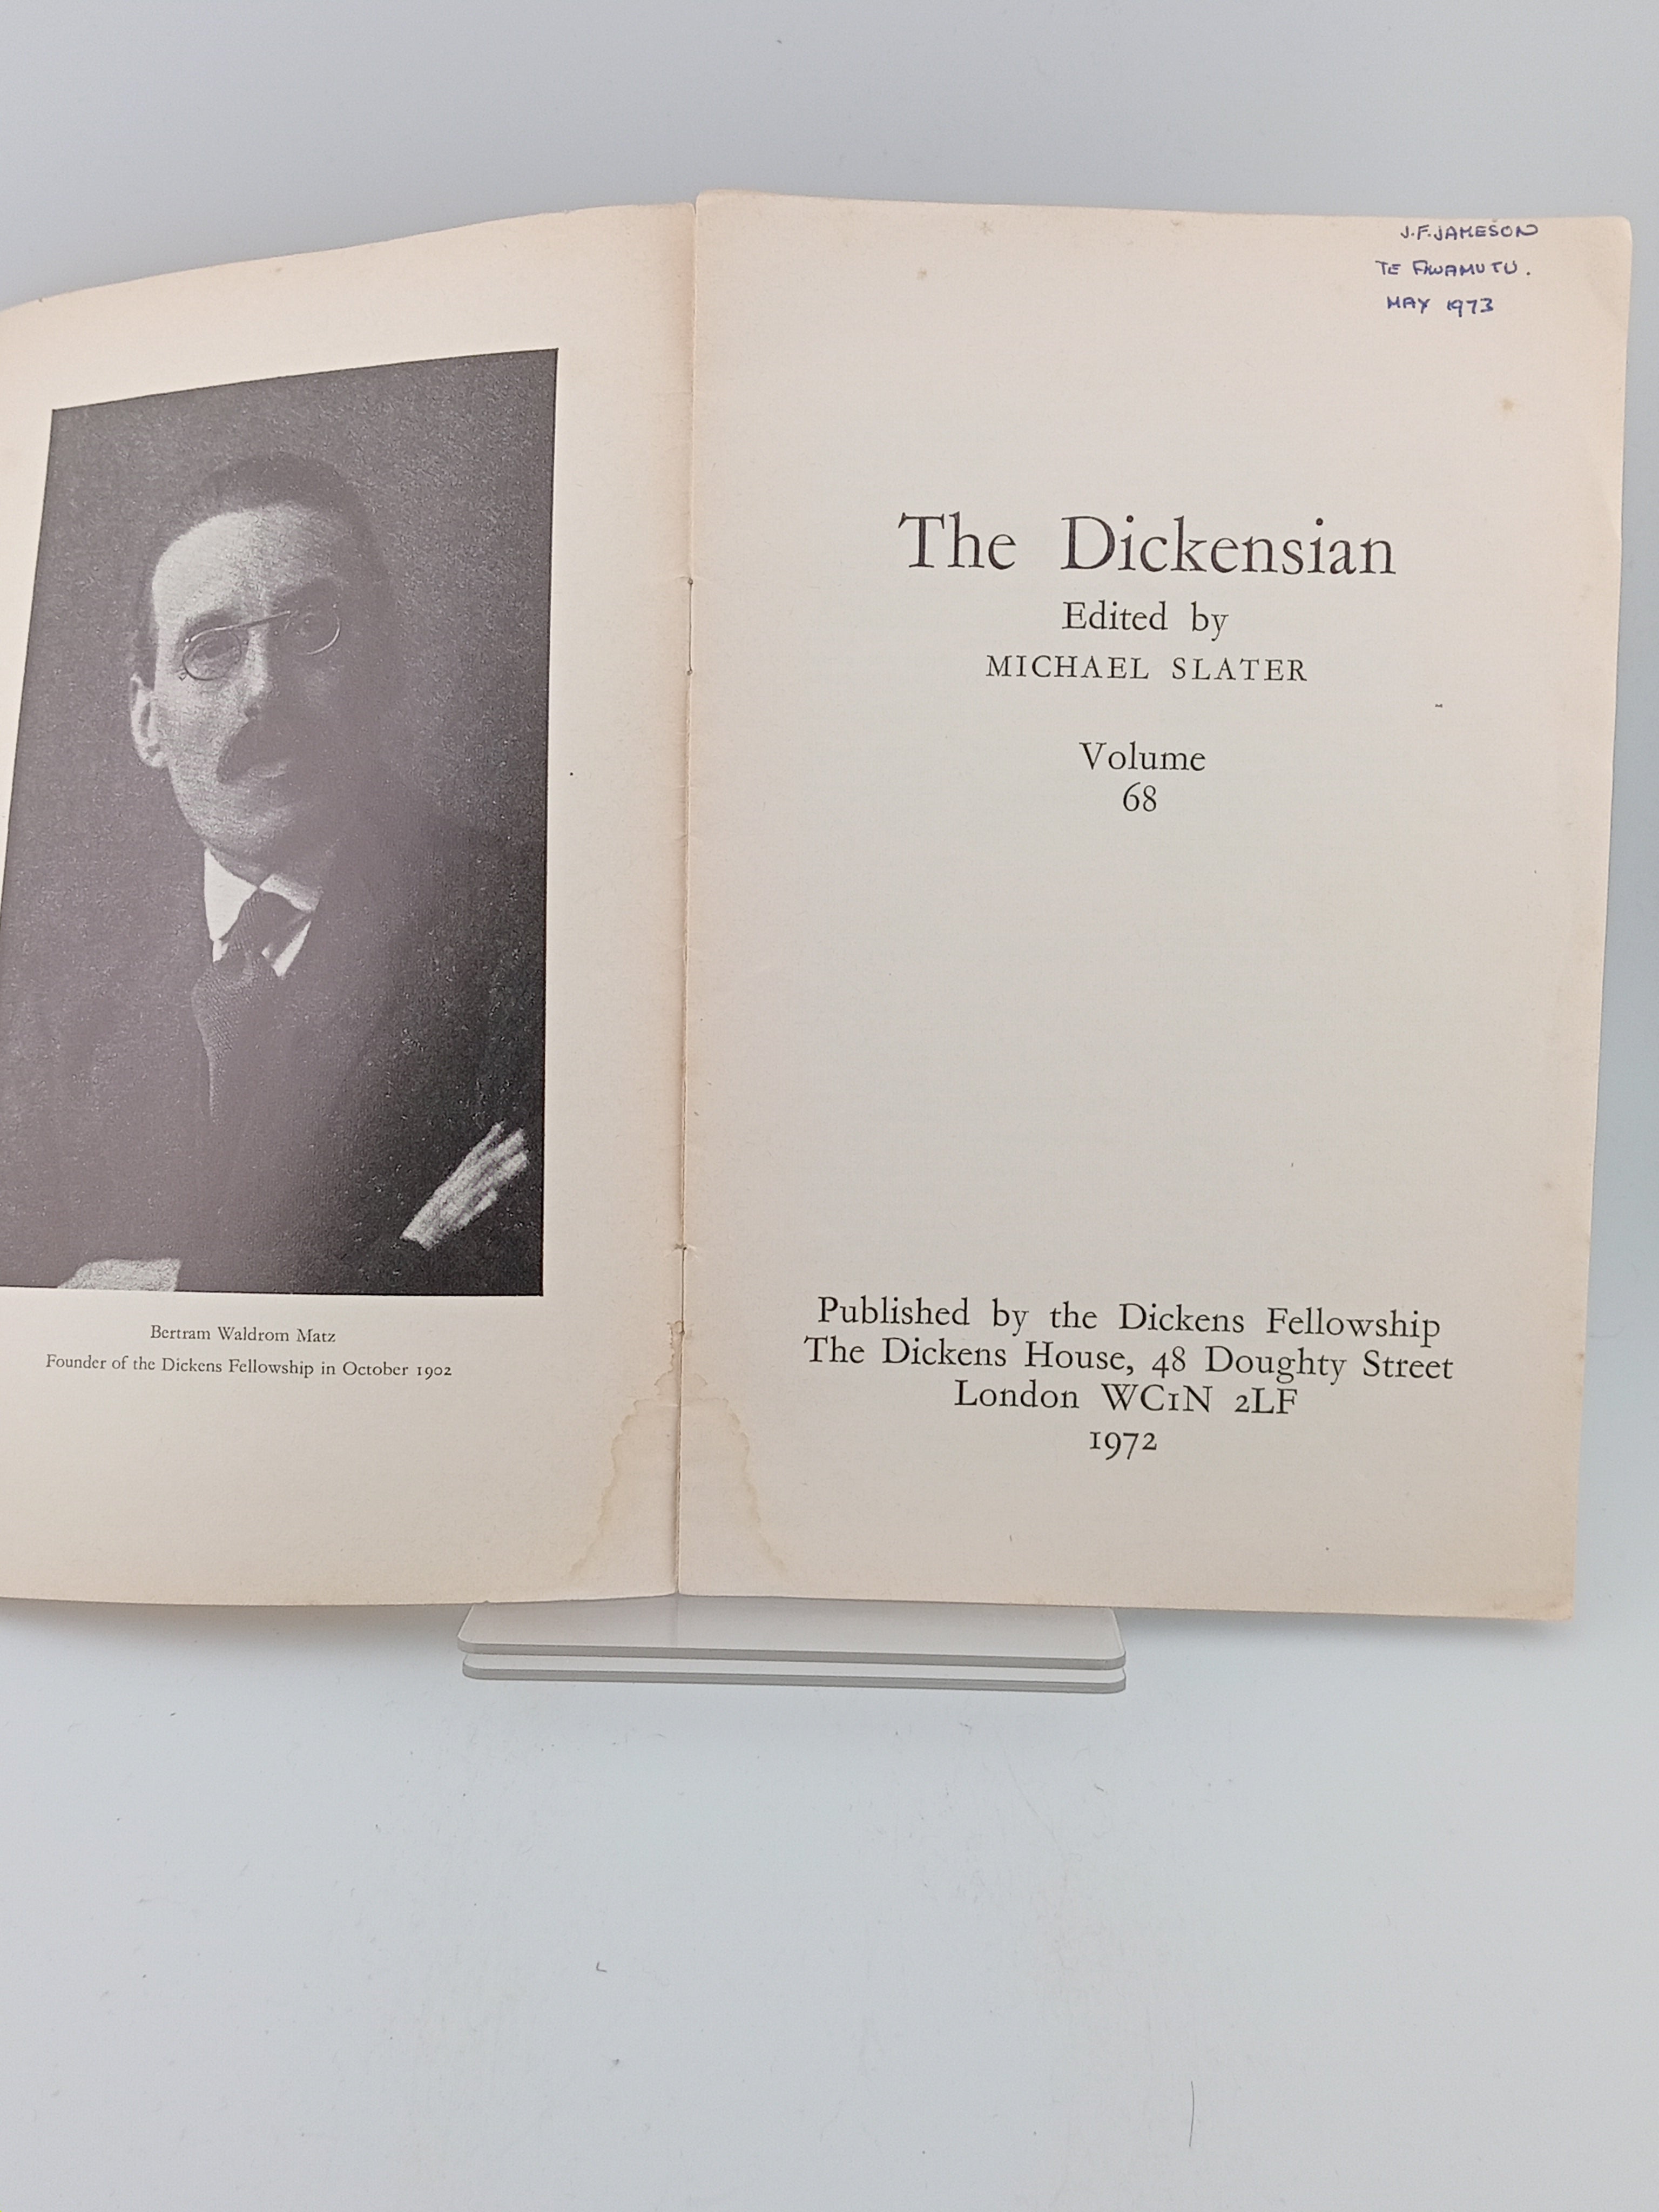 Bertram Waldrom Matz
Founder of the Dickens Fellowship in October 1902
J.F.JAMESON
TE AWAMUTU.
MAY 1973
The Dickensian
Edited by
MICHAEL SLATER
Volume
68
Published by the Dickens Fellowship
The Dickens House, 48 Doughty Street
London WC1N 2LF
1972